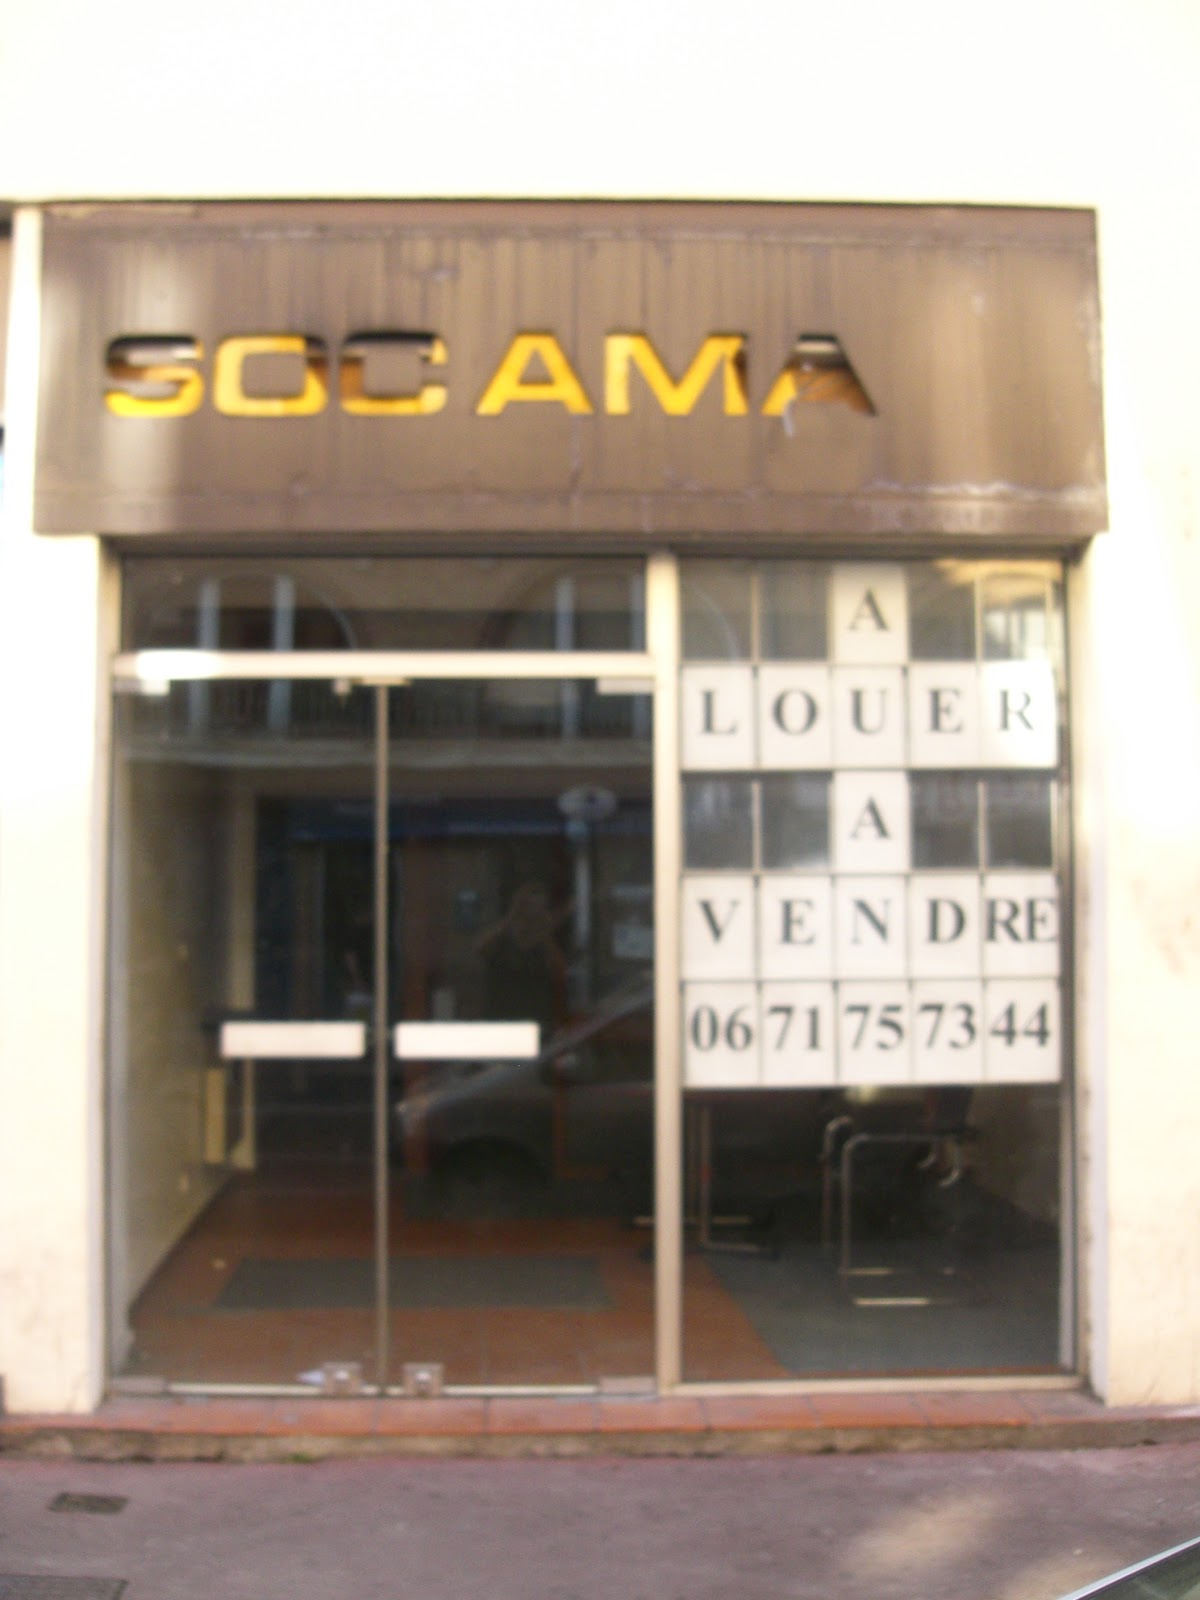 SOCAMA
A
LOUER
A
VENDRE
06 71 75 73 44